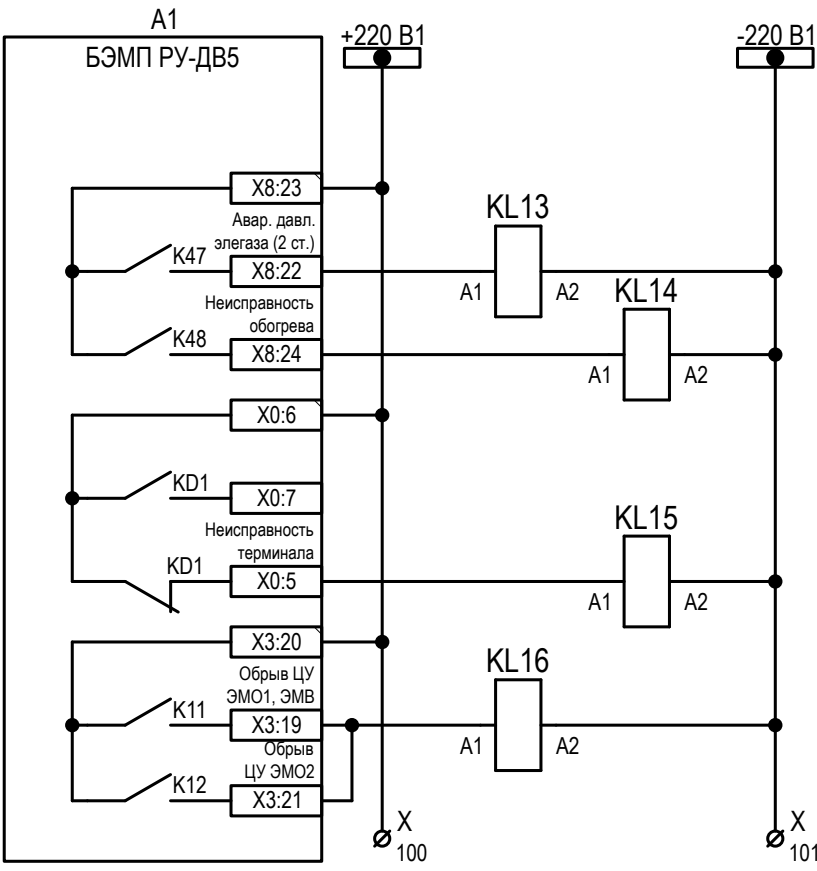 A1
БЭМП РУ-ДВ5
+220 В1
-220 В1
X8:23
Авар. давл.
элегаза (2 ст.)
K47
X8:22
KL13
A1
A2
Неисправность
обогрева
K48
X8:24
KL14
A1
A2
X0:6
KD1
X0:7
Неисправность
терминала
KD1
X0:5
KL15
A1
A2
X3:20
Обрыв ЦУ
ЭМО1, ЭМВ
K11
X3:19
KL16
A1
A2
Обрыв
ЦУ ЭМО2
K12
X3:21
X
100
X
101